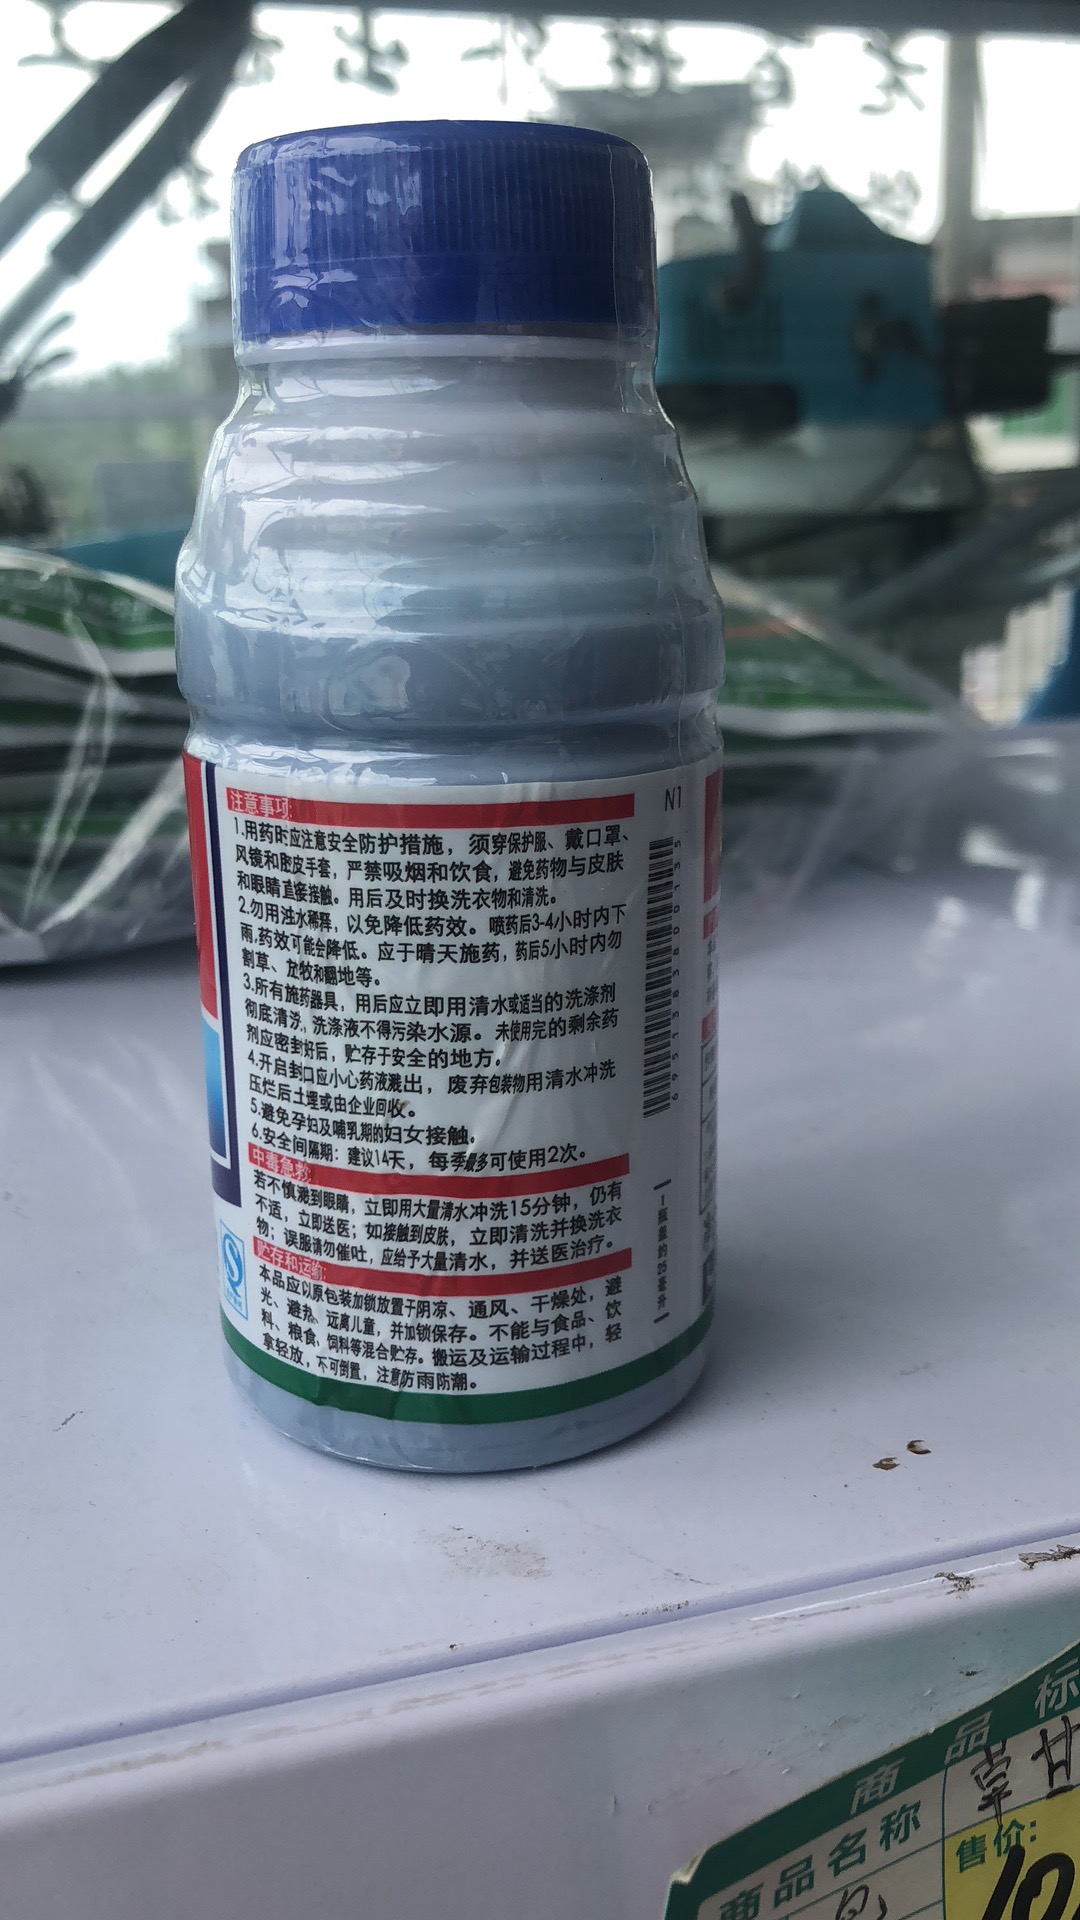 注意事项:
N1
1.用药时应注意安全防护措施，须穿保护服、戴口罩、
风镜和胶皮手套，严禁吸烟和饮食，避免药物与皮肤
和眼睛直接接触。用后及时换洗衣物和清洗。
2.勿用浊水稀释，以免降低药效。喷药后3-4小时内下
雨,药效可能会降低。应于晴天施药，药后5小时内勿
割草、放牧和翻地等。
3.所有施药器具，用后应立即用清水或适当的洗涤剂
彻底清洗，洗涤液不得污染水源。未使用完的剩余药
剂应密封好后，贮存于安全的地方。
4.开启封口应小心药液溅出，废弃包装物用清水冲洗
压烂后土埋或由企业回收。
5.避免孕妇及哺乳期的妇女接触。
6.安全间隔期：建议14天，每季最多可使用2次。
中毒急救:
若不慎溅到眼睛，立即用大量清水冲洗15分钟，仍有
不适，立即送医；如接触到皮肤，立即清洗并换洗衣
物；误服请勿催吐，应给予大量清水，并送医治疗。
贮存和运输:
本品应以原包装加锁放置于阴凉、通风、干燥处，避
光、避热、远离儿童，并加锁保存。不能与食品、饮
料、粮食、饲料等混合贮存。搬运及运输过程中，轻
拿轻放，不可倒置，注意防雨防潮。
1瓶盖约25毫升
商品标
商品名称 草甘
售价:
10